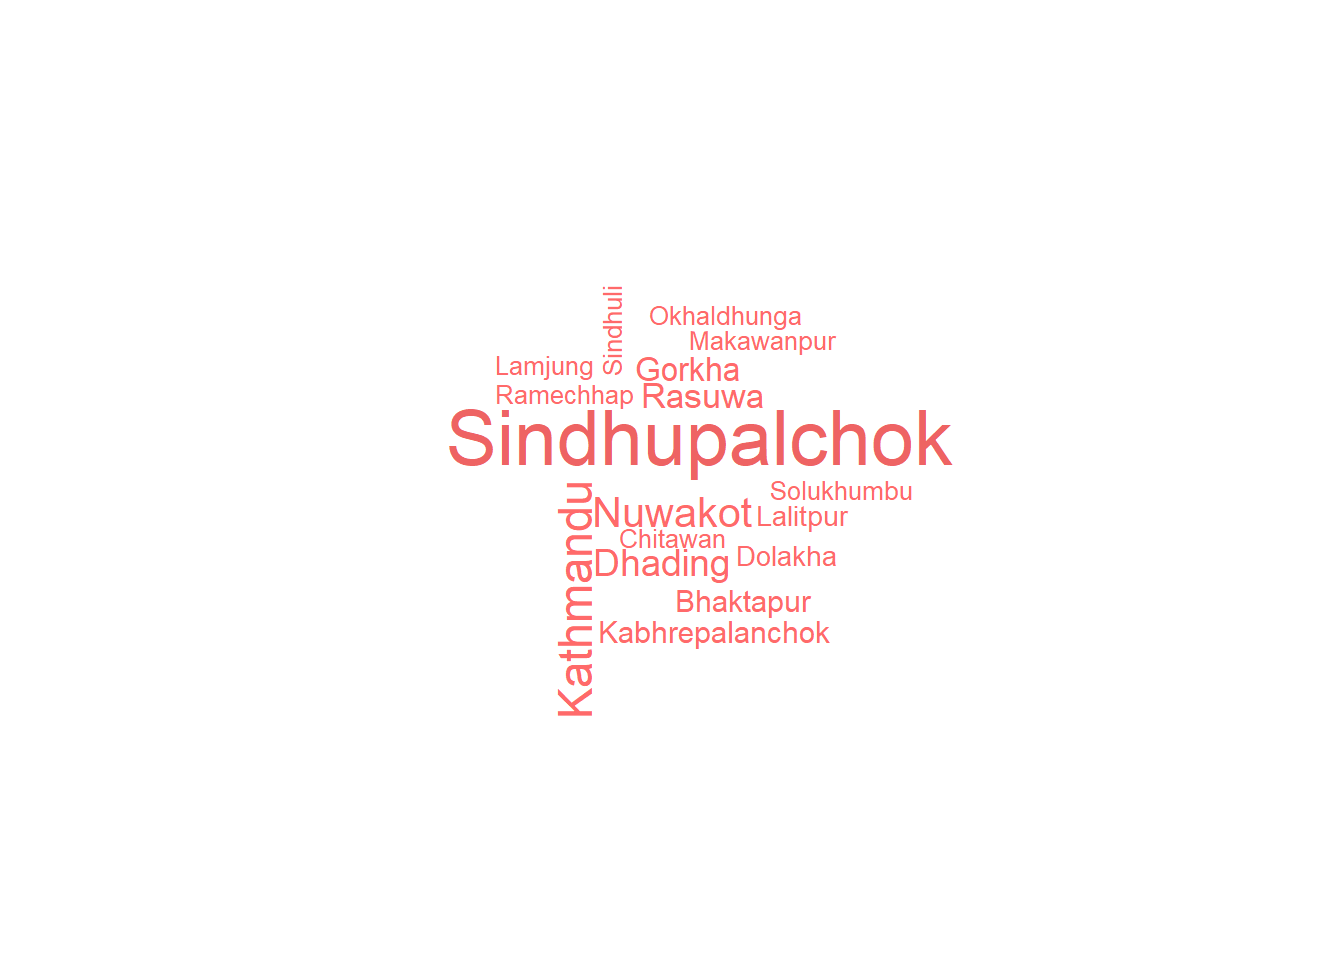 Sindhuli
Okhaldhunga
Makawanpur
Lamjung
Gorkha
Ramechhap
Rasuwa
Sindhupalchok
Kathmandu
Solukhumbu
Nuwakot
Lalitpur
Chitawan
Dhading
Dolakha
Bhaktapur
Kabhrepalanchok